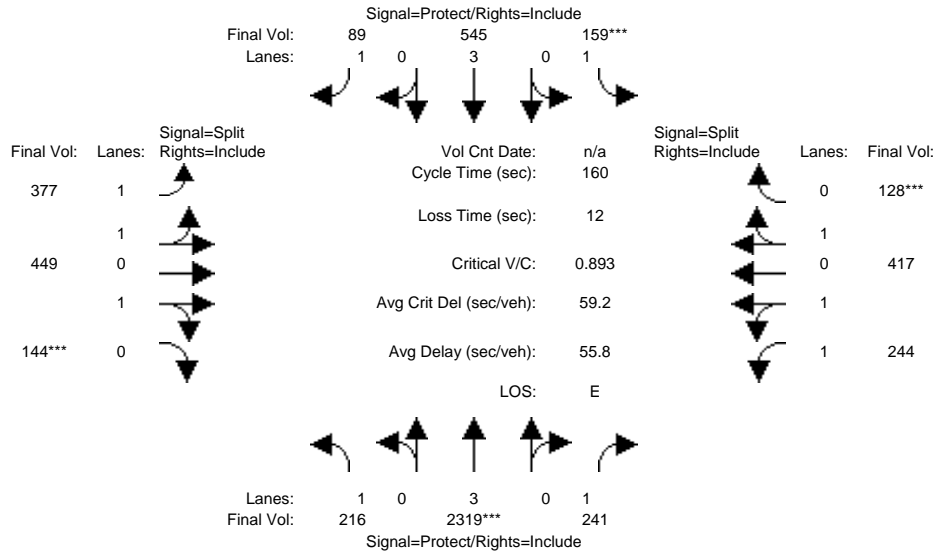 Signal=Protect/Rights=Include
Final Vol: 89 545 159***
Lanes: 1 0 3 0 1
Signal=Split Signal=Split
Final Vol: Lanes: Rights=Include Vol Cnt Date: n/a Rights=Include Lanes: Final Vol:
Cycle Time (sec): 160
377 1 0 128***
Loss Time (sec): 12
1 1
449 0 Critical V/C: 0.893 0 417
1 Avg Crit Del (sec/veh): 59.2 1
144*** 0 Avg Delay (sec/veh): 55.8 1 244
LOS: E
Lanes: 1 0 3 0 1
Final Vol: 216 2319*** 241
Signal=Protect/Rights=Include